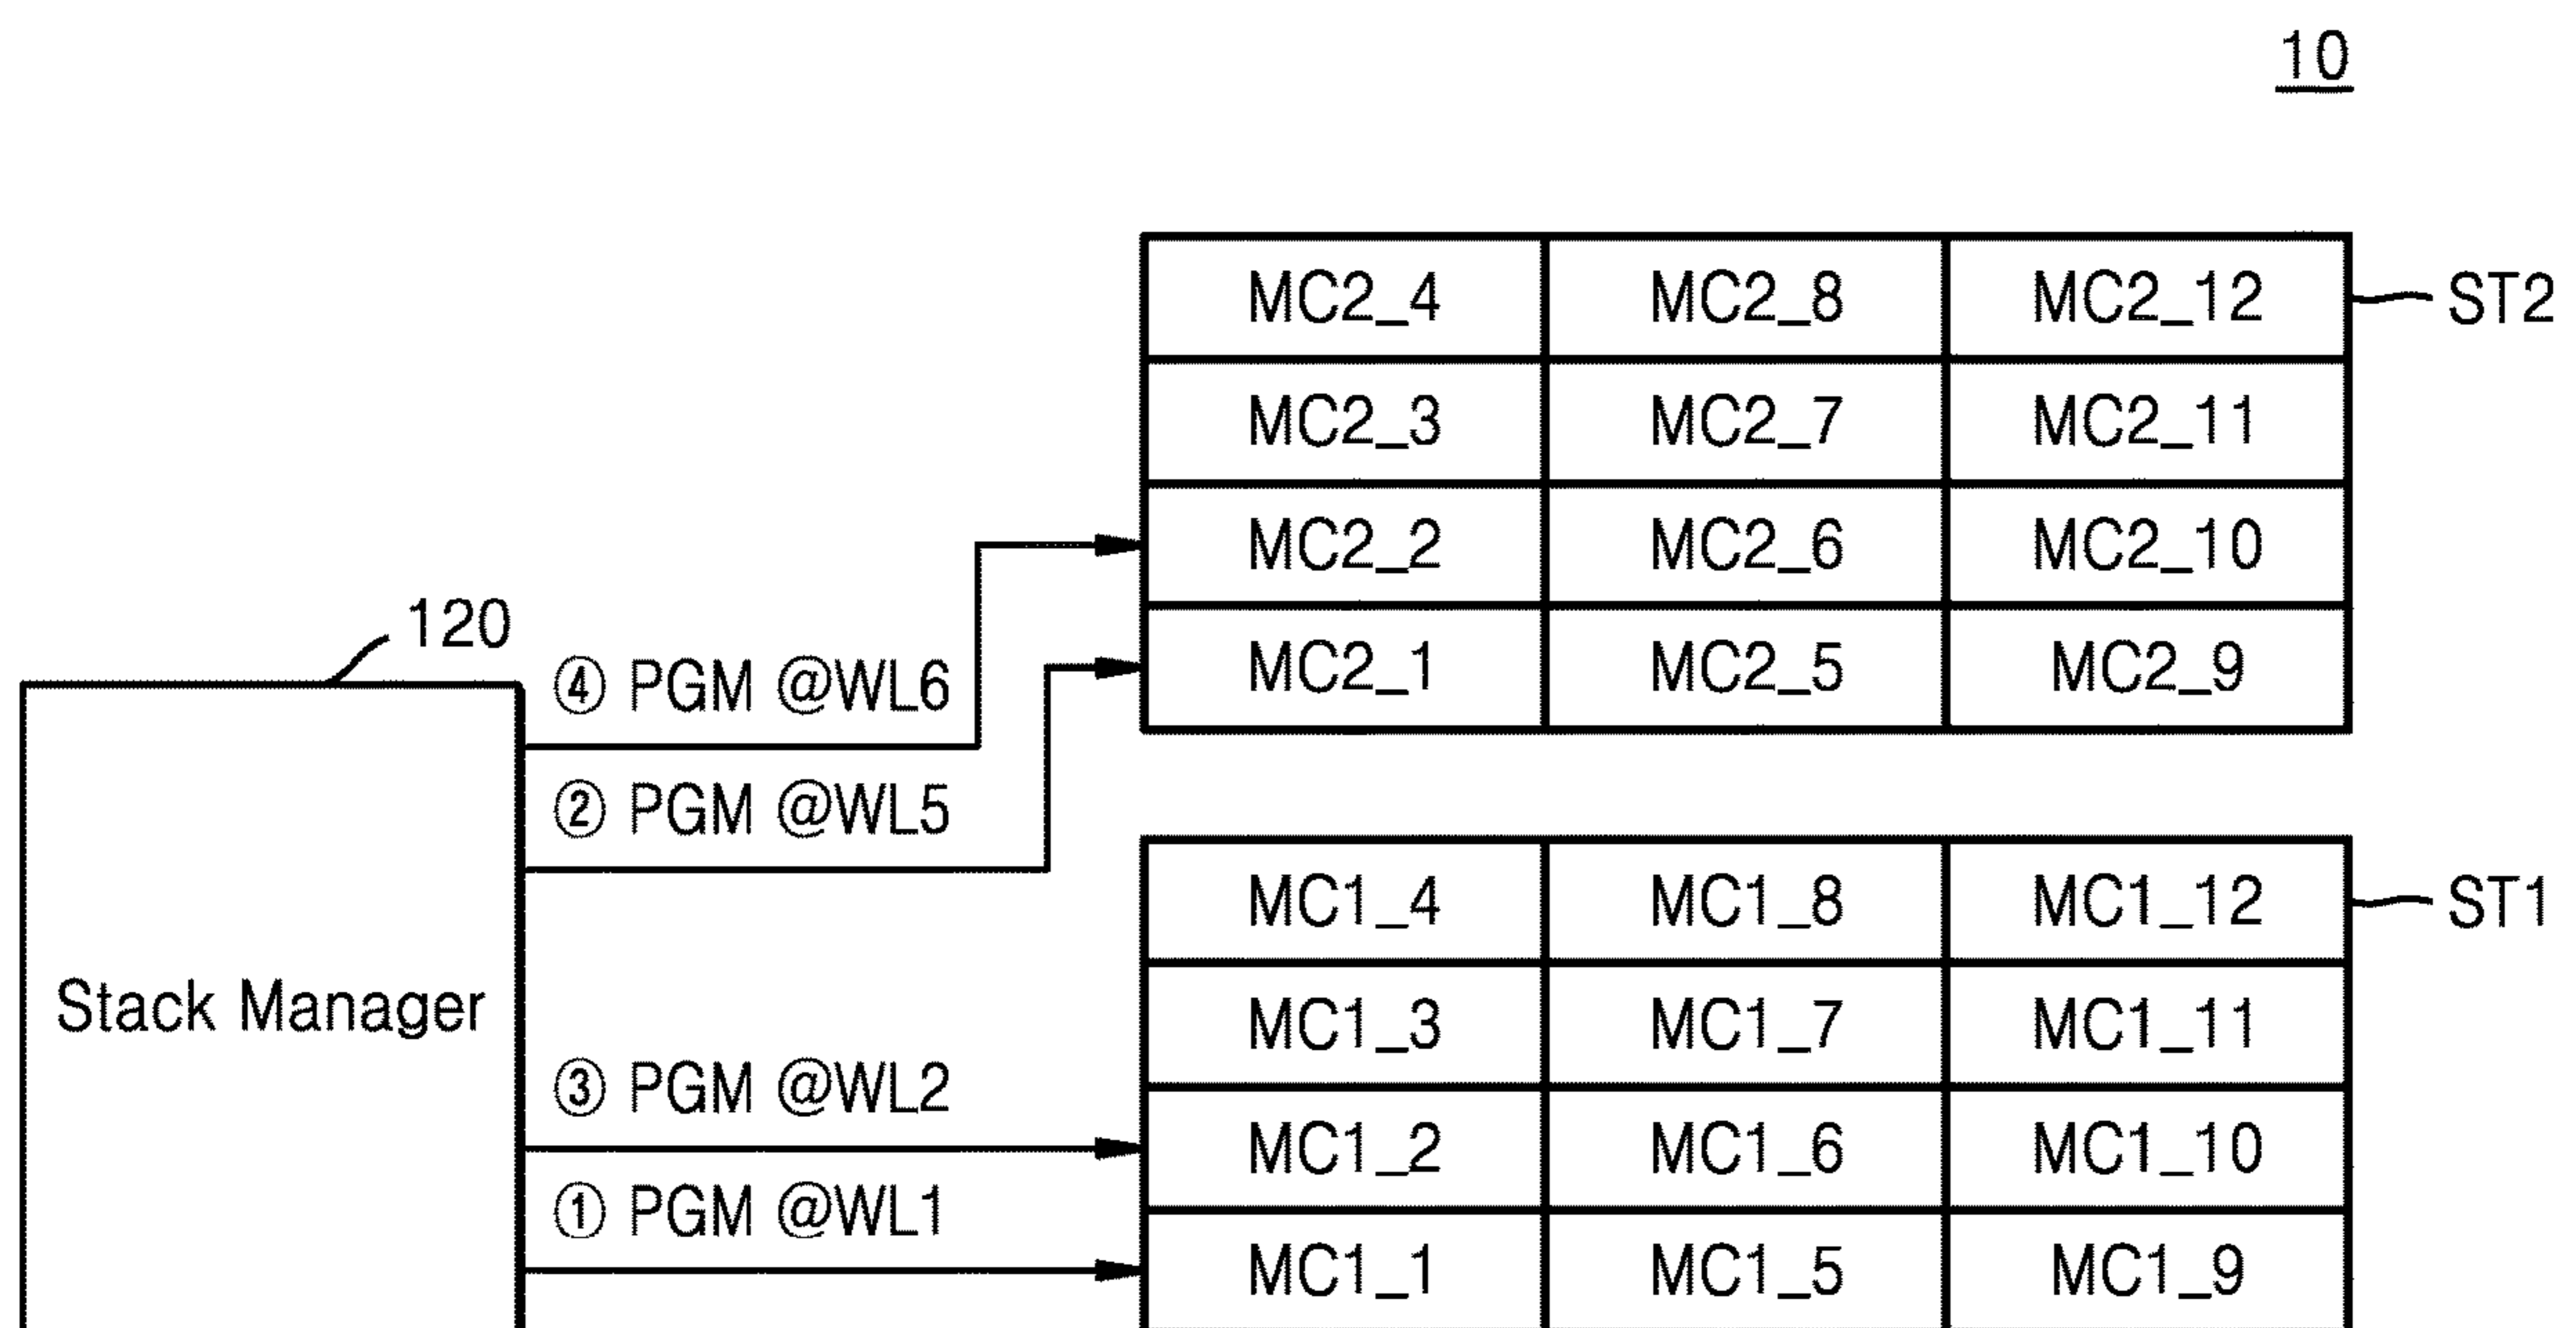 10
MC2_4 MC2_8 MC2_12 ST2
MC2_3 MC2_7 MC2_11
MC2_2 MC2_6 MC2_10
120
④ PGM @WL6
MC2_1 MC2_5 MC2_9
② PGM @WL5
MC1_4 MC1_8 MC1_12 ST1
Stack Manager
MC1_3 MC1_7 MC1_11
③ PGM @WL2
MC1_2 MC1_6 MC1_10
① PGM @WL1
MC1_1 MC1_5 MC1_9